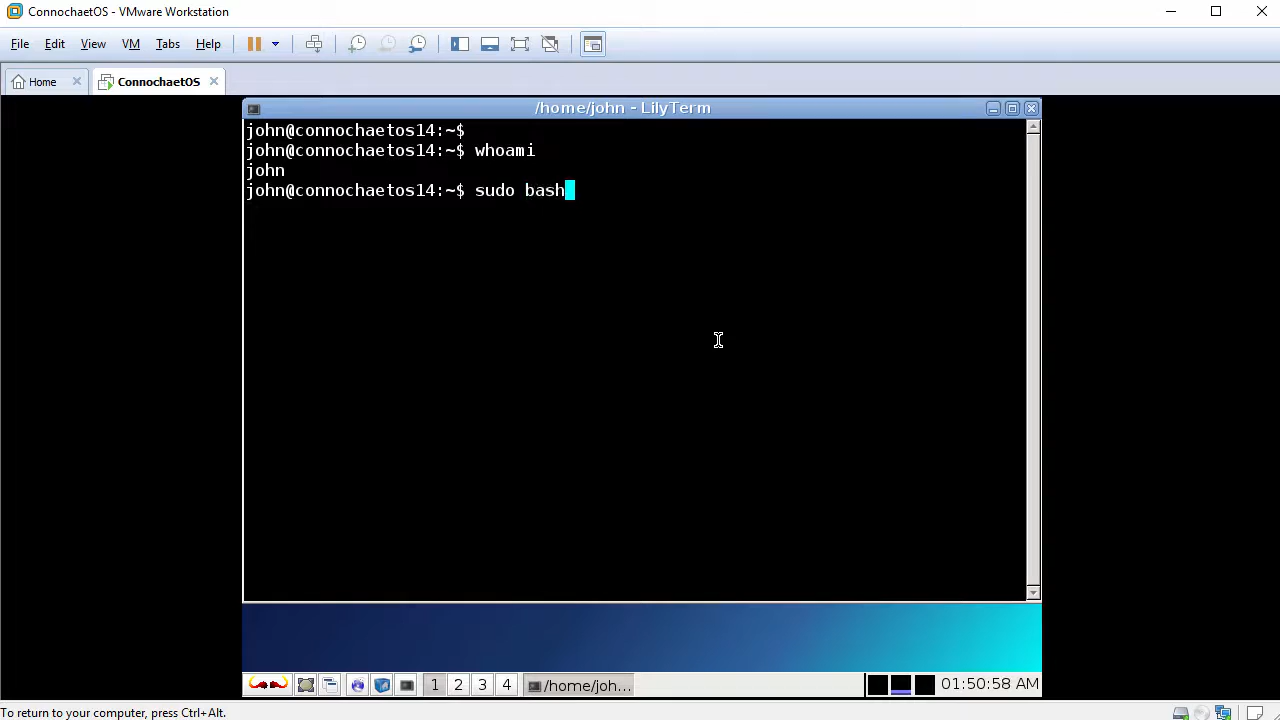 ConnochaetOS - VMware Workstation
File Edit View VM Tabs Help
Home ConnochaetOS
/home/john - LilyTerm
john@connochaetos14:~$
john@connochaetos14:~$ whoami
john
john@connochaetos14:~$ sudo bash
1 2 3 4 /home/joh... 01:50:58 AM
To return to your computer, press Ctrl+Alt.